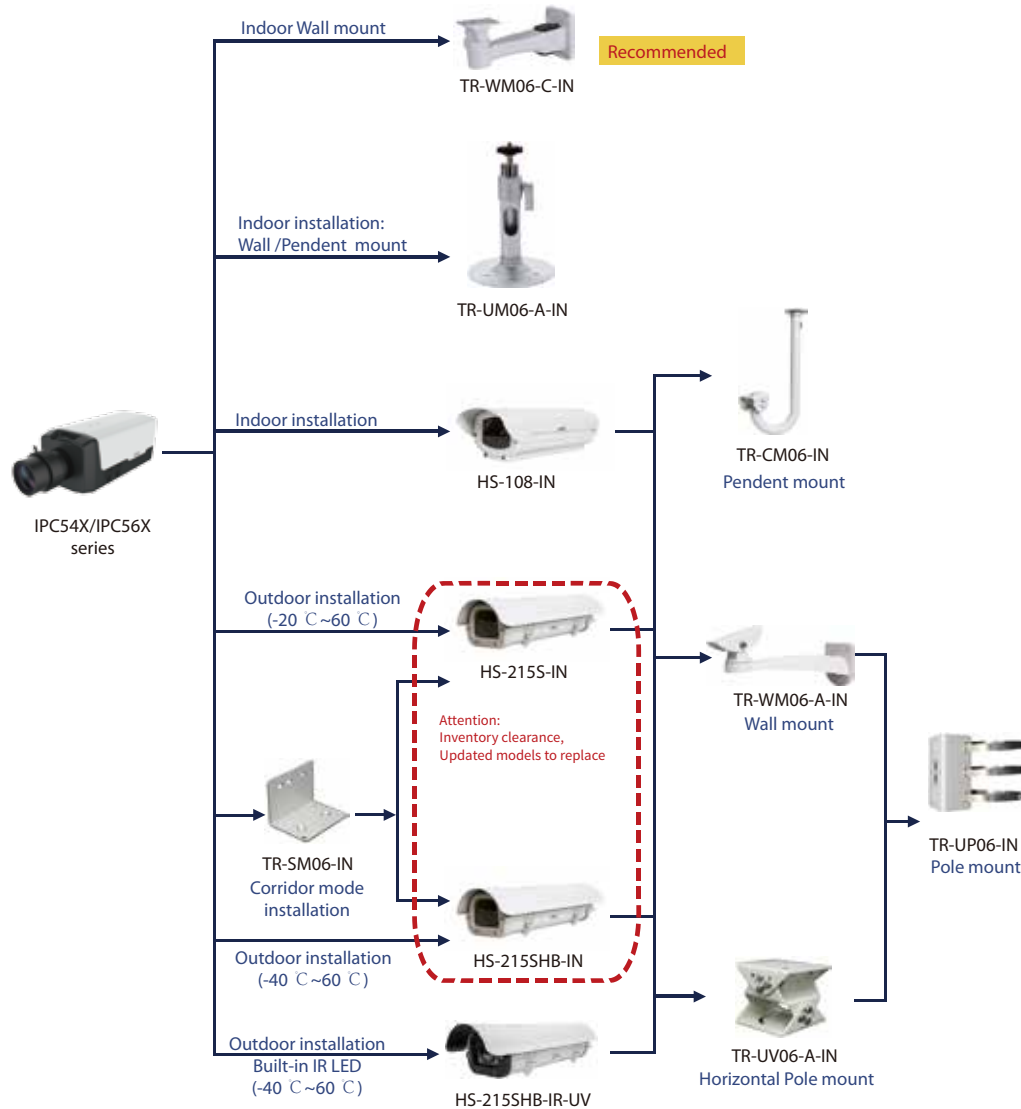 Indoor Wall mount
Recommended
TR-WM06-C-IN
Indoor installation:
Wall /Pendent mount
TR-UM06-A-IN
Indoor installation
HS-108-IN
TR-CM06-IN
Pendent mount
IPC54X/IPC56X
series
Outdoor installation
(-20 ℃~60 ℃)
HS-215S-IN
Attention:
Inventory clearance,
Updated models to replace
TR-WM06-A-IN
Wall mount
TR-SM06-IN
Corridor mode
installation
TR-UP06-IN
Pole mount
Outdoor installation
(-40 ℃~60 ℃)
HS-215SHB-IN
Outdoor installation
Built-in IR LED
(-40 ℃~60 ℃)
HS-215SHB-IR-UV
TR-UV06-A-IN
Horizontal Pole mount